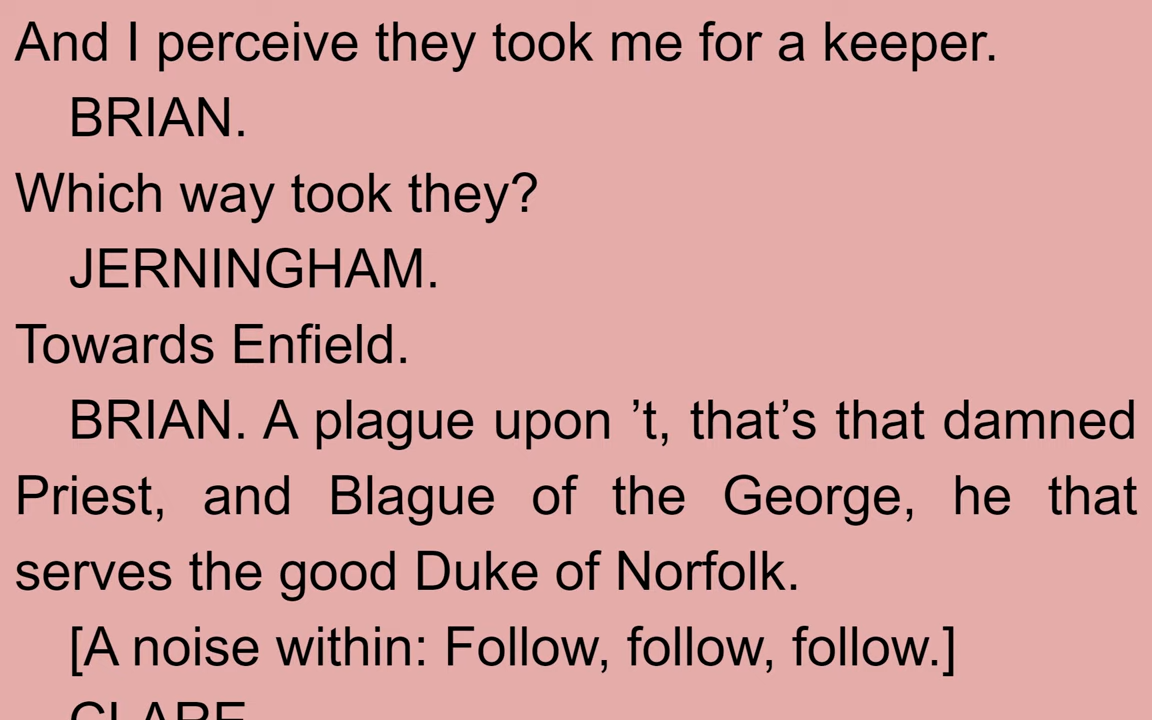 And I perceive they took me for a keeper.
BRIAN.
Which way took they?
JERNINGHAM.
Towards Enfield.
BRIAN. A plague upon ’t, that’s that damned
Priest, and Blague of the George, he that
serves the good Duke of Norfolk.
[A noise within: Follow, follow, follow.]
CLARE